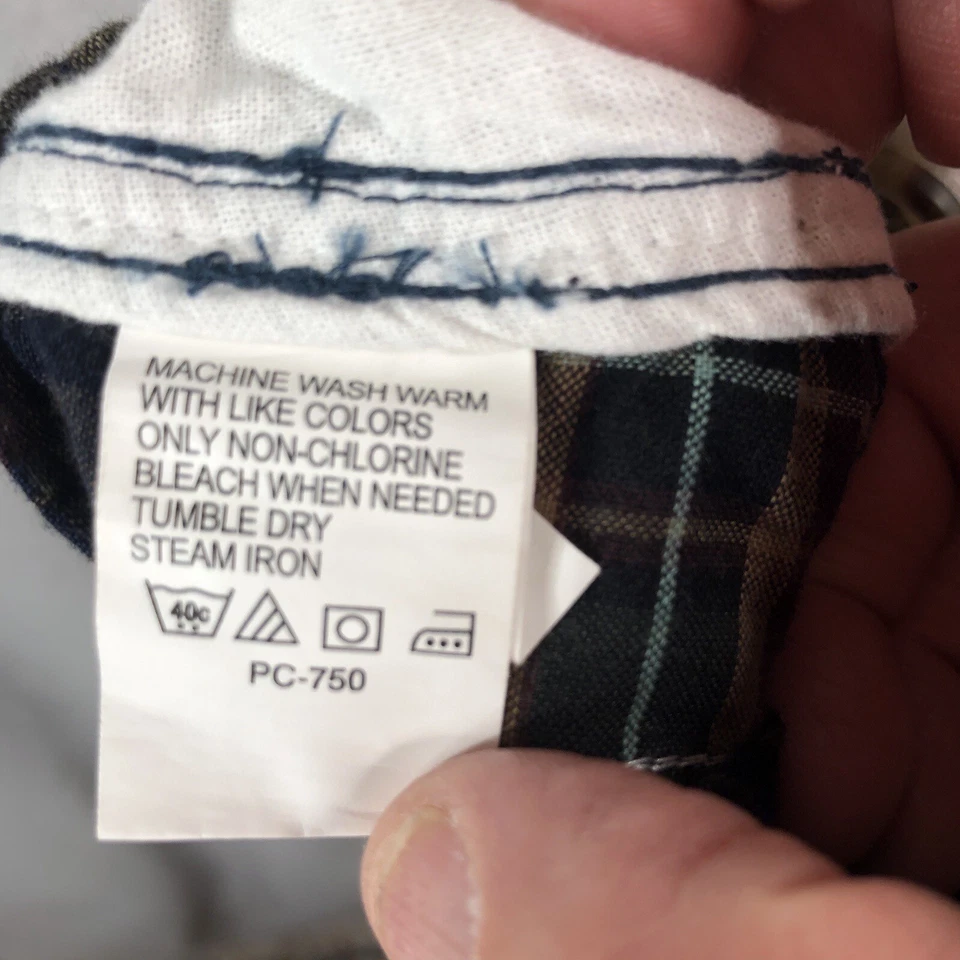 MACHINE WASH WARM
WITH LIKE COLORS
ONLY NON-CHLORINE
BLEACH WHEN NEEDED
TUMBLE DRY
STEAM IRON
40c
PC-750